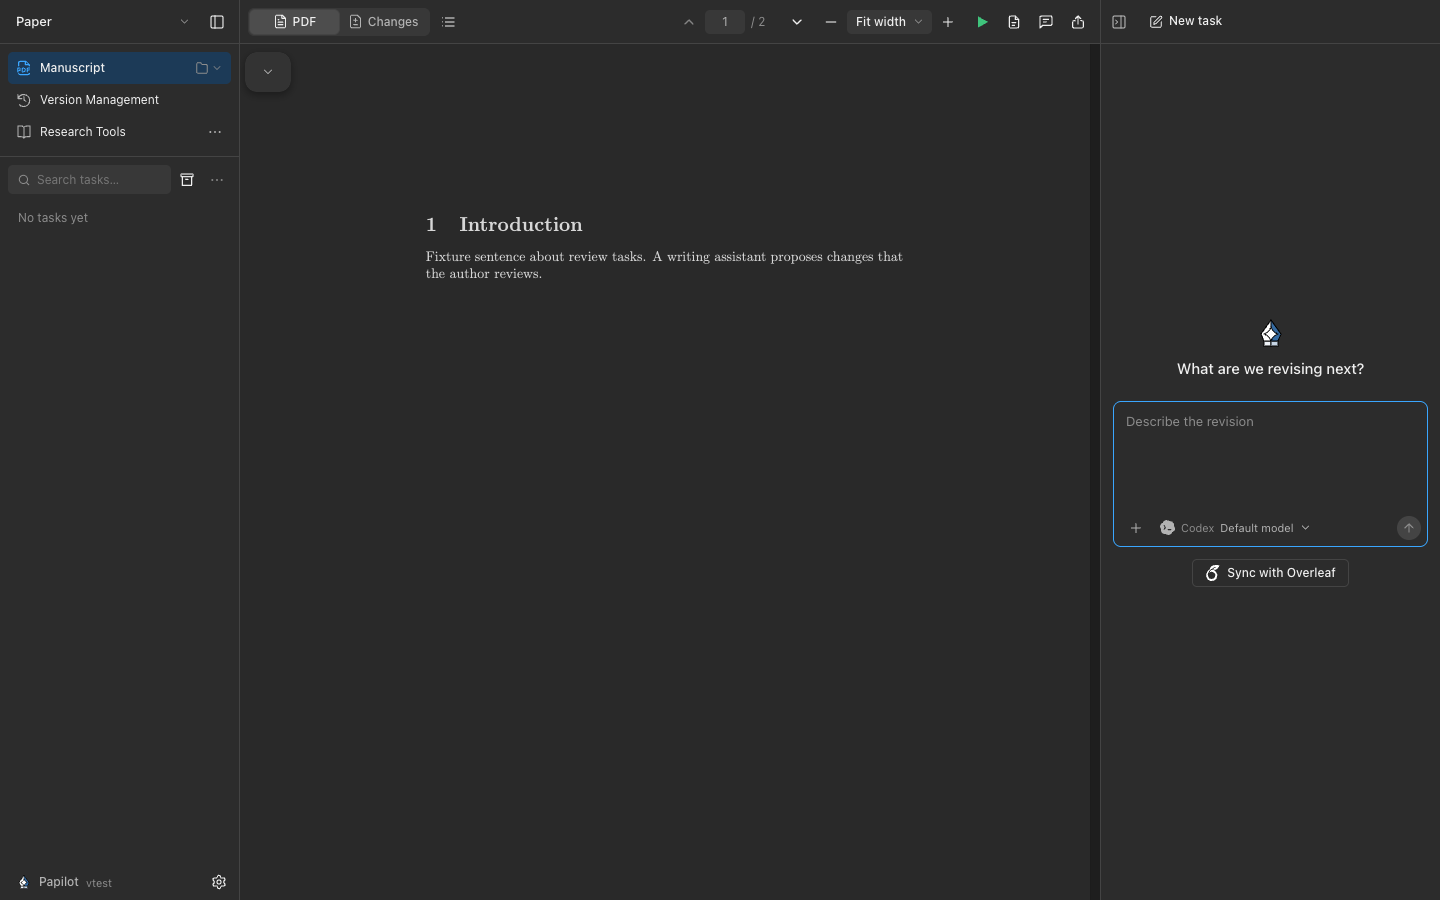 Paper
PDF
Changes
1 / 2
Fit width
New task
Manuscript
Version Management
Research Tools
Search tasks...
No tasks yet
1 Introduction
Fixture sentence about review tasks. A writing assistant proposes changes that
the author reviews.
What are we revising next?
Describe the revision
Codex Default model
Sync with Overleaf
Papilot vtest